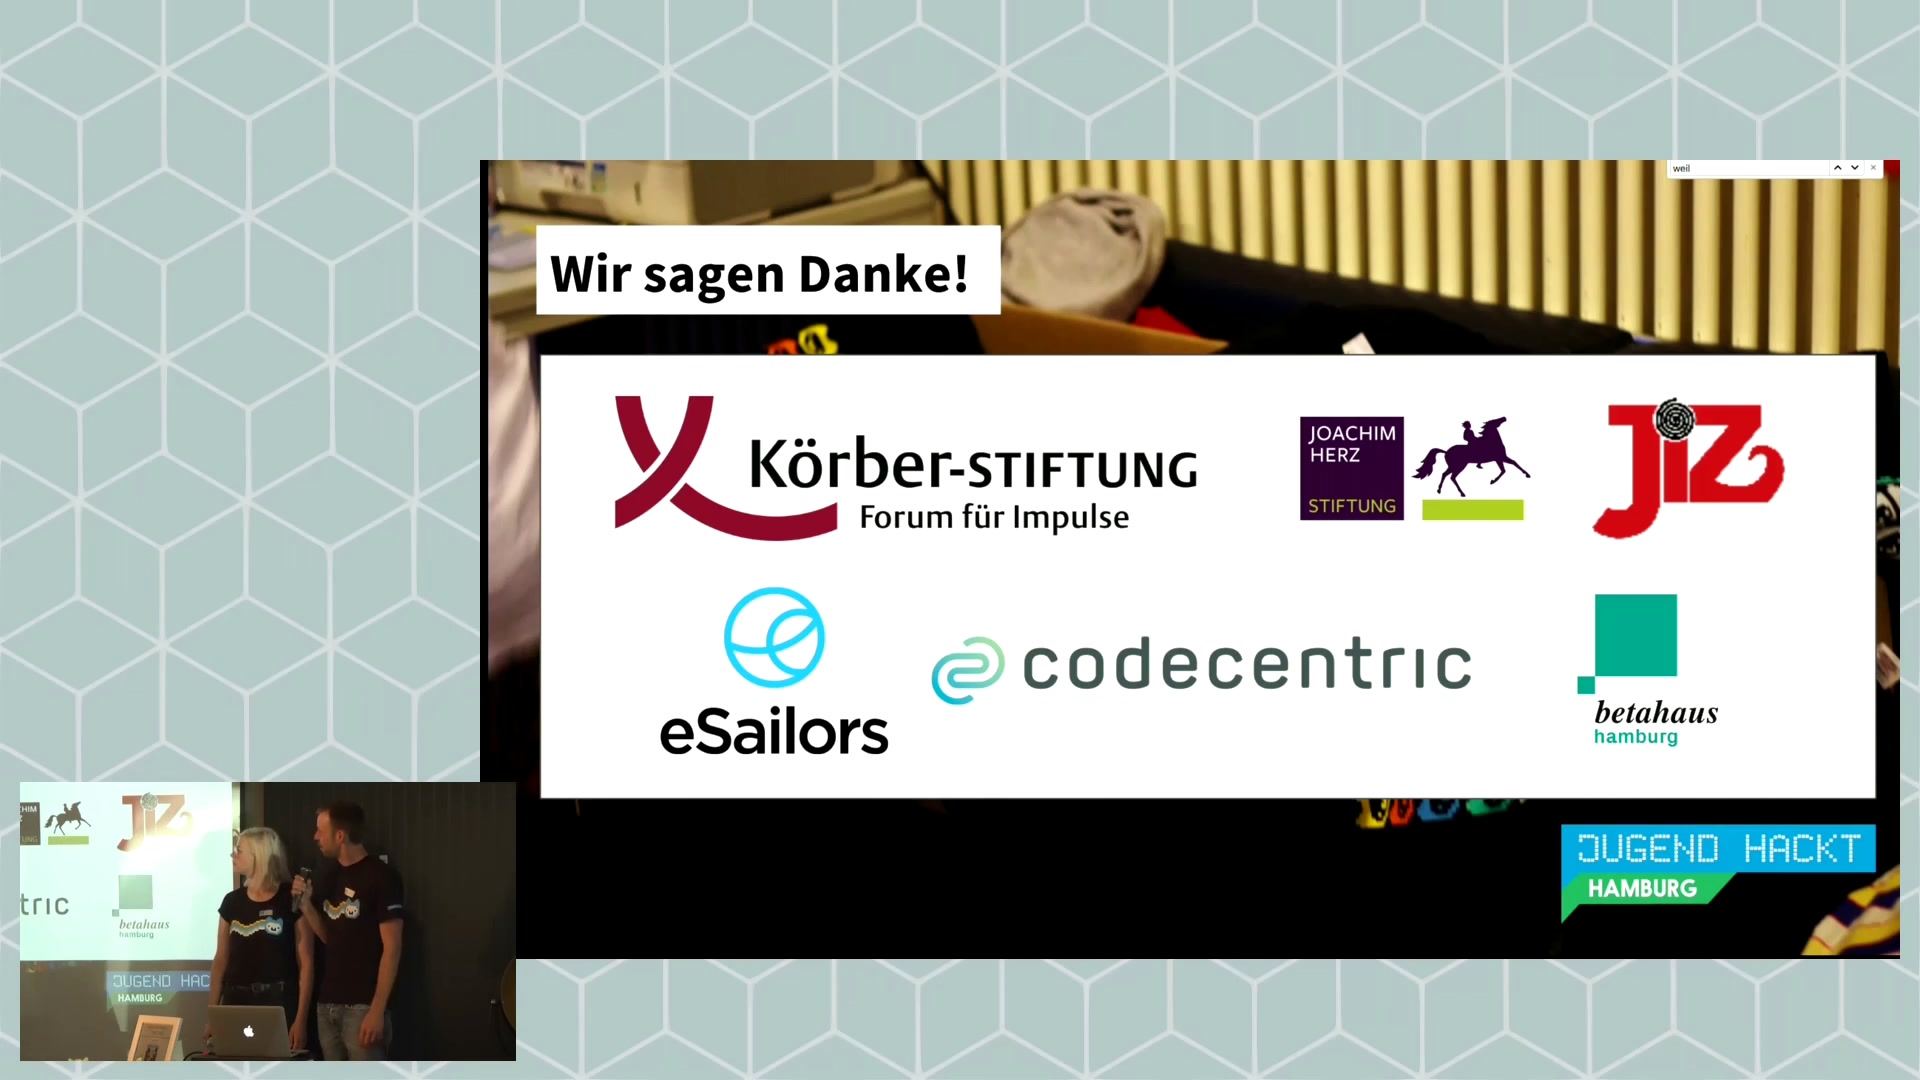 weil
Wir sagen Danke!
Körber-STIFTUNG
Forum für Impulse
JOACHIM
HERZ
STIFTUNG
JiZ
eSailors
codecentric
betahaus
hamburg
JUGEND HACKT
HAMBURG
JiZ
tric
betahaus
hamburg
JUGEND HAC
HAMBURG